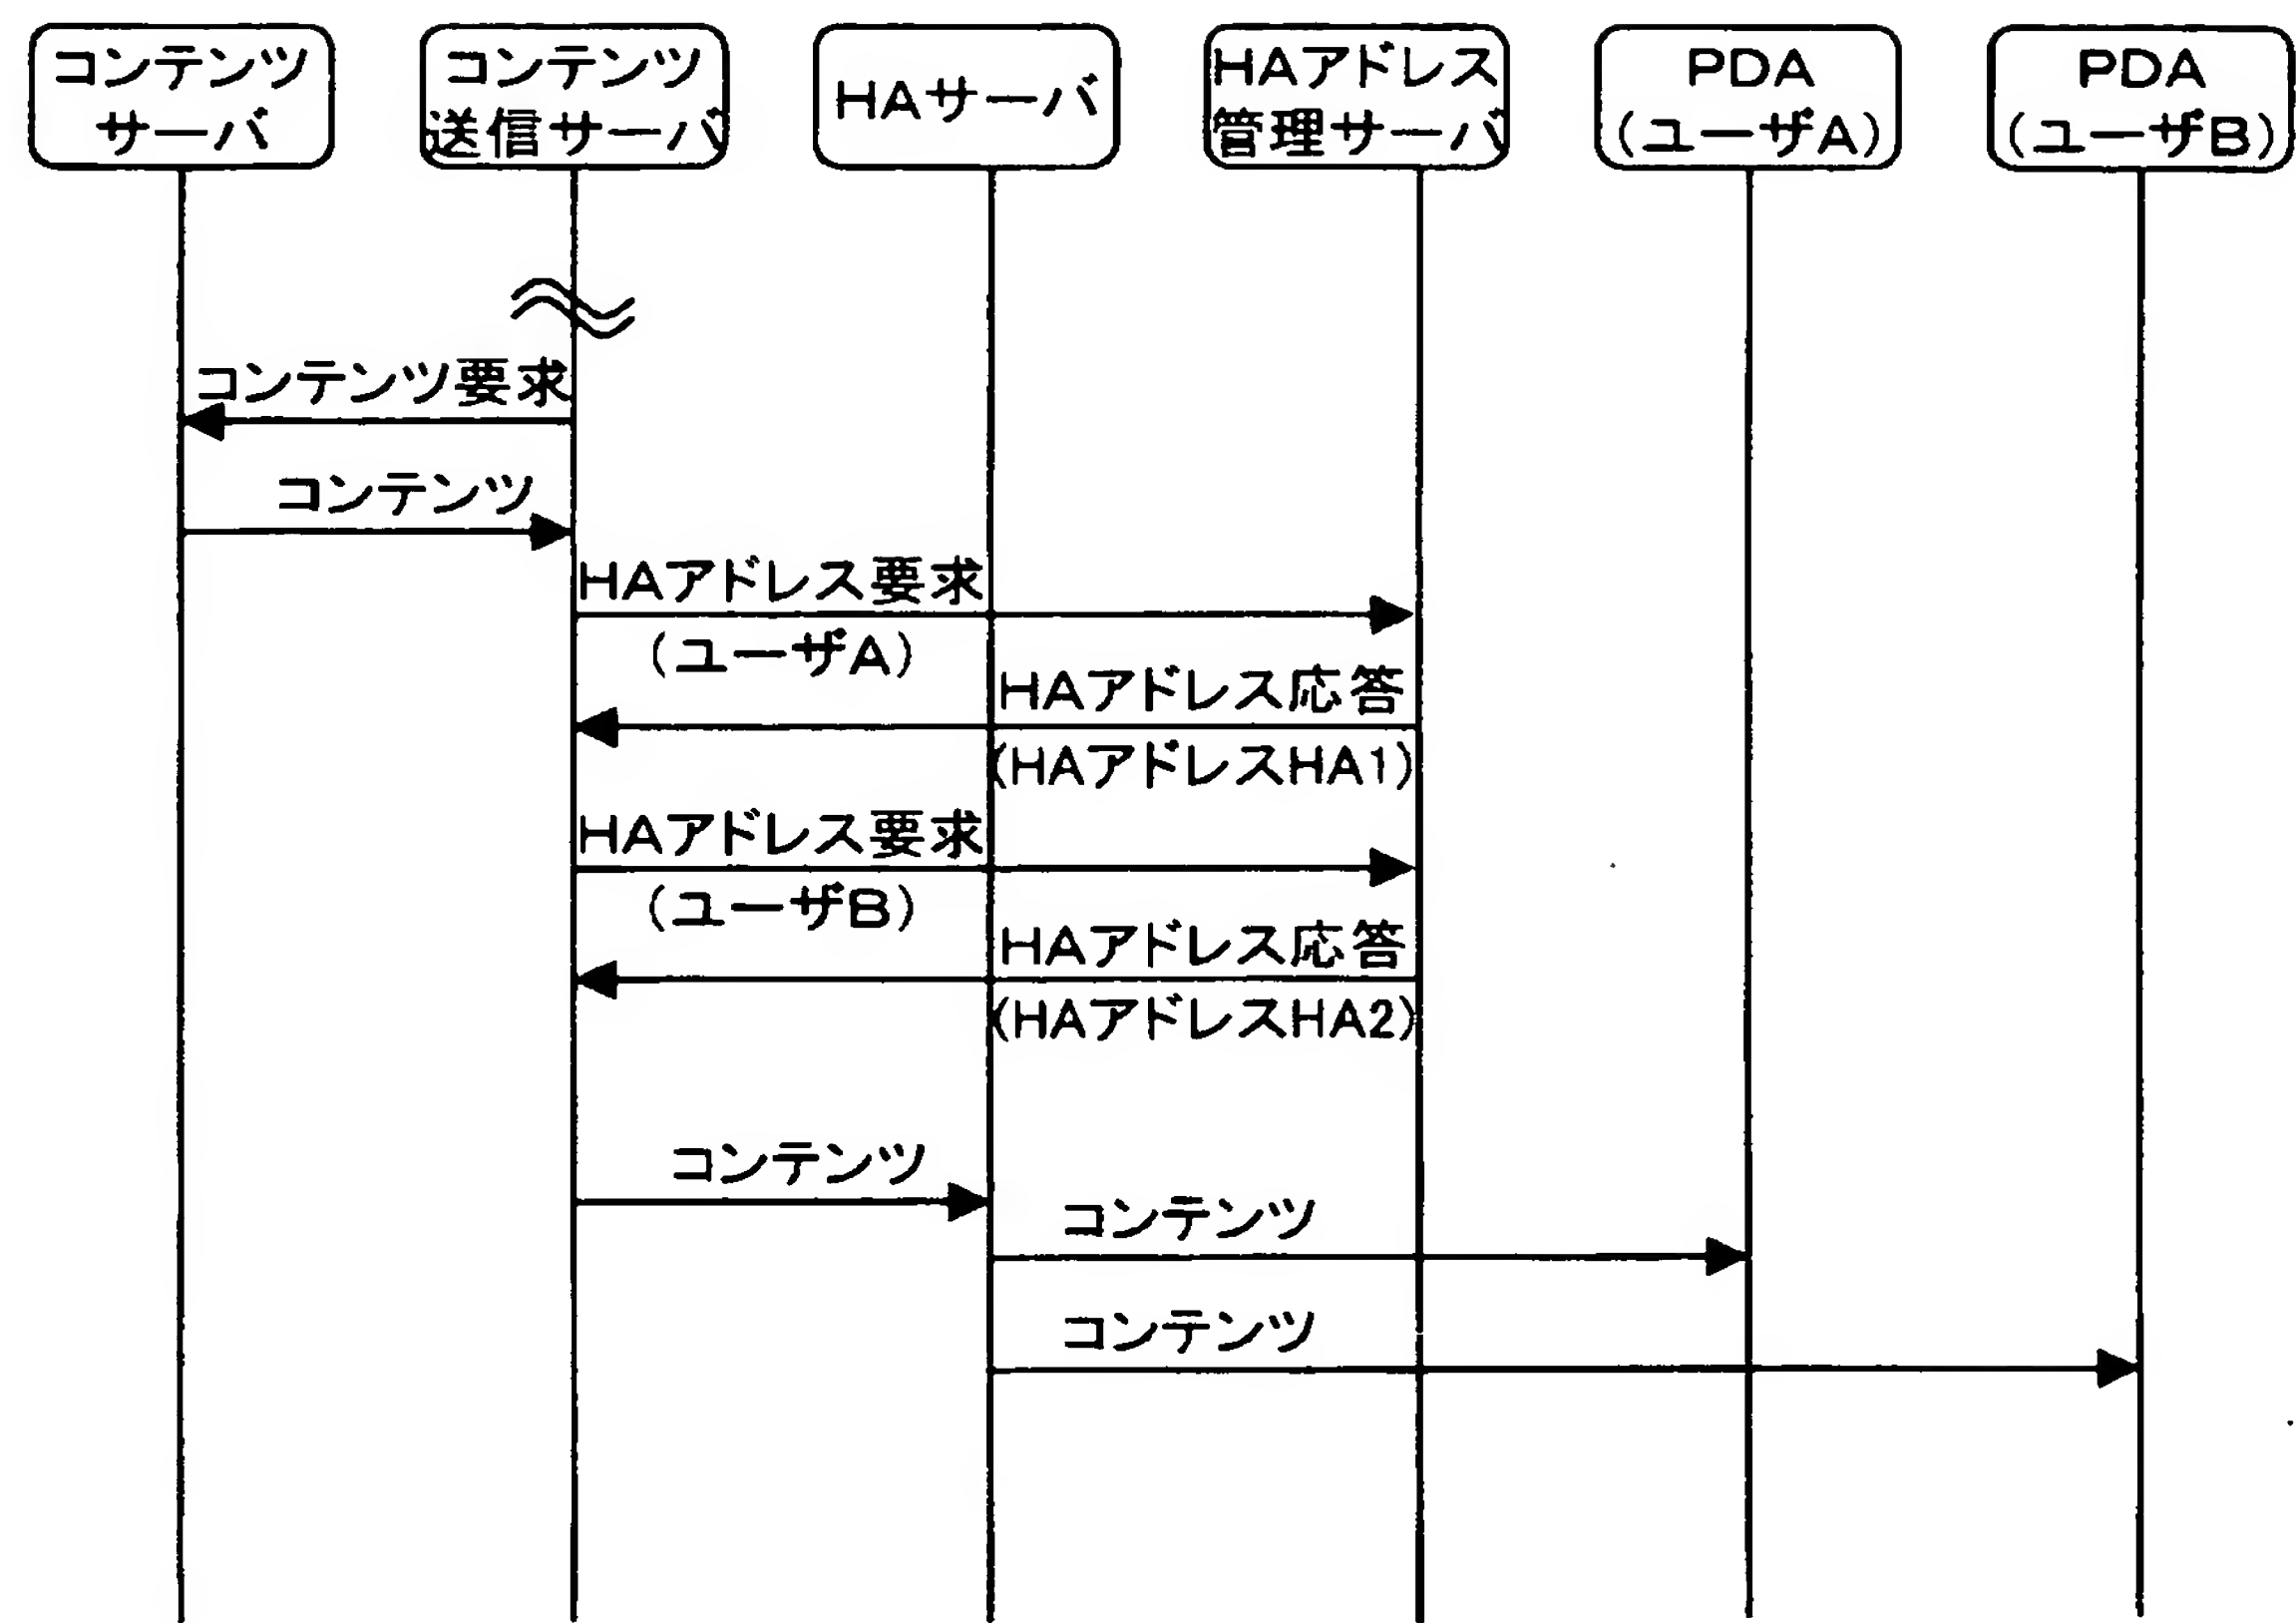 コンテンツ
サーバ
コンテンツ
送信サーバ
HAサーバ
HAアドレス
管理サーバ
PDA
(ユーザA)
PDA
(ユーザB)
コンテンツ要求
コンテンツ
HAアドレス要求
(ユーザA)
HAアドレス応答
(HAアドレスHA1)
HAアドレス要求
(ユーザB)
HAアドレス応答
(HAアドレスHA2)
コンテンツ
コンテンツ
コンテンツ